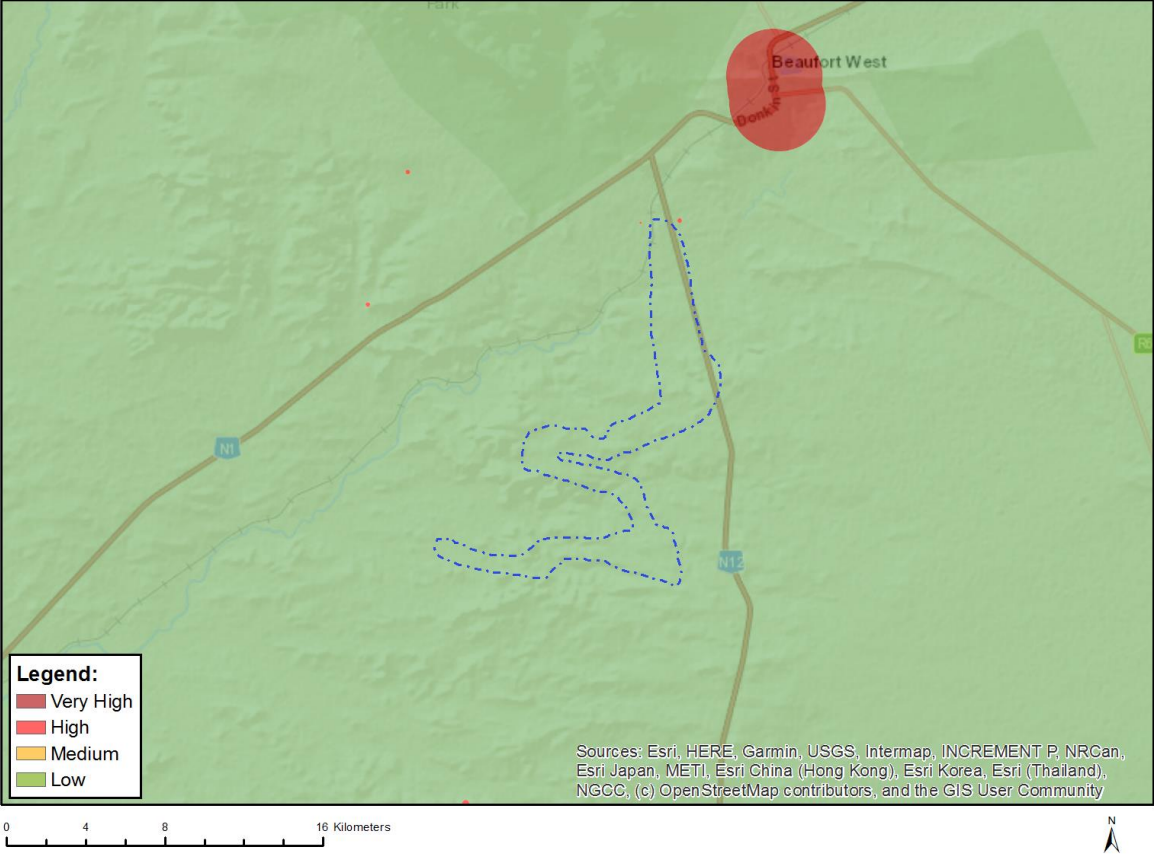 Park
Beaufort West
Donkin St
R6
N1
N12
Legend:
Very High
High
Medium
Low
Sources: Esri, HERE, Garmin, USGS, Intermap, INCREMENT P, NRCan,
Esri Japan, METI, Esri China (Hong Kong), Esri Korea, Esri (Thailand),
NGCC, (c) OpenStreetMap contributors, and the GIS User Community
0 4 8 16 Kilometers
N